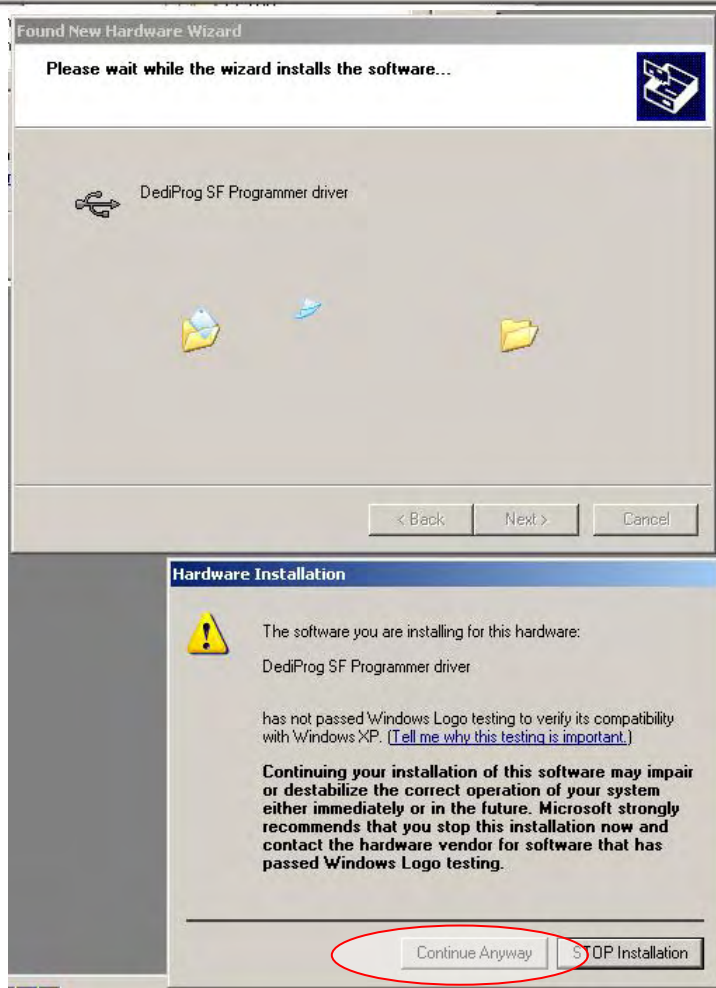 Found New Hardware Wizard
Please wait while the wizard installs the software...
DediProg SF Programmer driver
< Back
Next >
Cancel
Hardware Installation
The software you are installing for this hardware:
DediProg SF Programmer driver
has not passed Windows Logo testing to verify its compatibility
with Windows XP. (Tell me why this testing is important.)
Continuing your installation of this software may impair
or destabilize the correct operation of your system
either immediately or in the future. Microsoft strongly
recommends that you stop this installation now and
contact the hardware vendor for software that has
passed Windows Logo testing.
Continue Anyway
STOP Installation